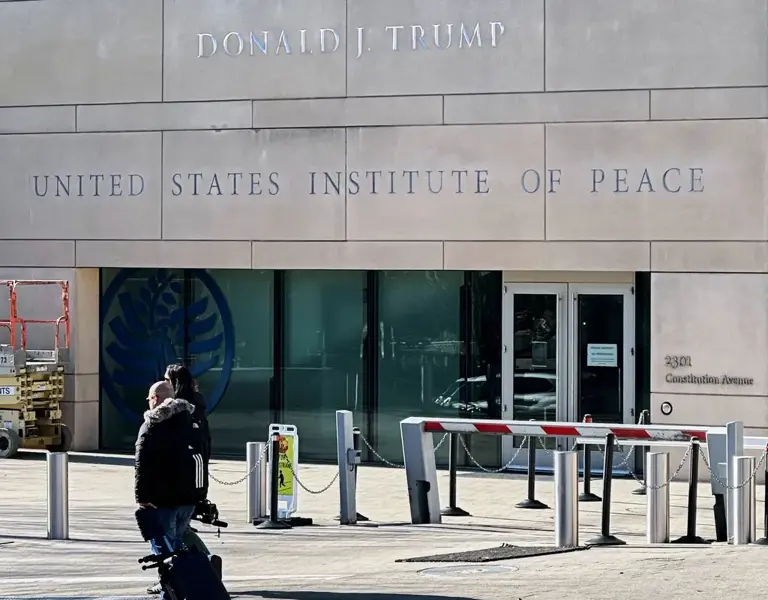 DONALD J. TRUMP
UNITED STATES INSTITUTE OF PEACE
2301
Constitution Avenue